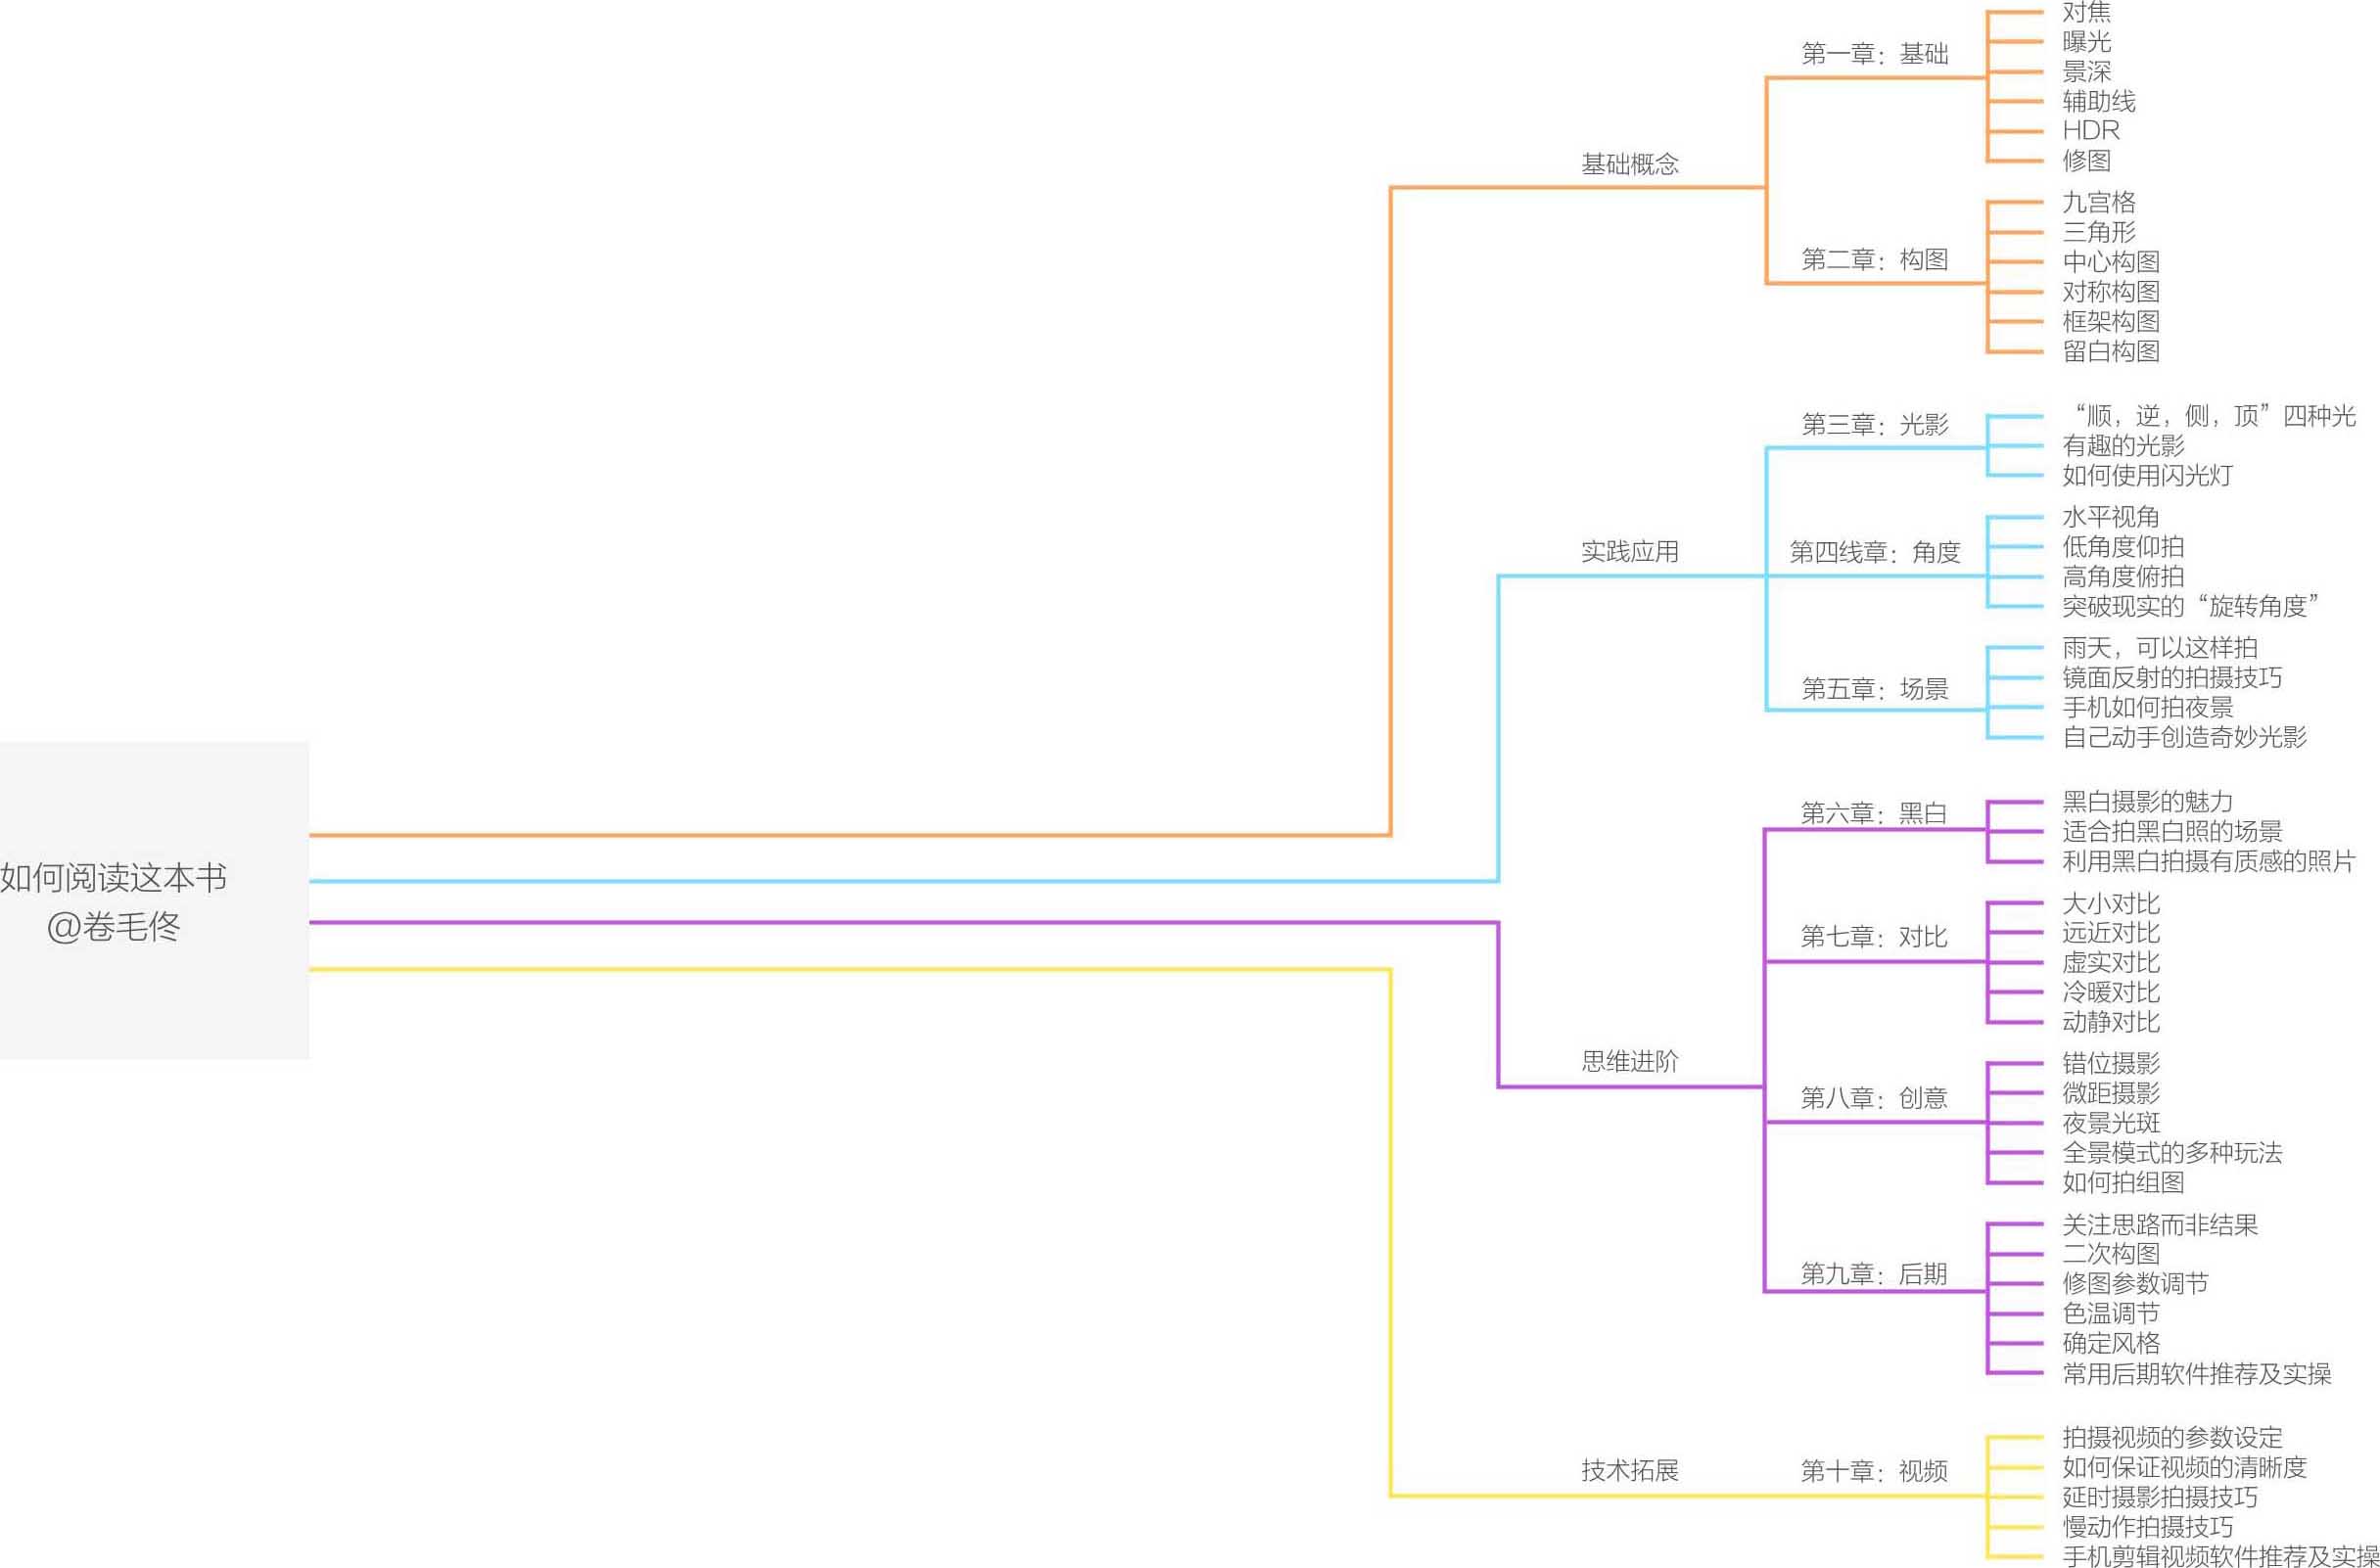 如何阅读这本书
@卷毛佟
基础概念
第一章：基础
对焦
曝光
景深
辅助线
HDR
修图
第二章：构图
九宫格
三角形
中心构图
对称构图
框架构图
留白构图
实践应用
第三章：光影
“顺，逆，侧，顶”四种光
有趣的光影
如何使用闪光灯
第四线章：角度
水平视角
低角度仰拍
高角度俯拍
突破现实的“旋转角度”
第五章：场景
雨天，可以这样拍
镜面反射的拍摄技巧
手机如何拍夜景
自己动手创造奇妙光影
思维进阶
第六章：黑白
黑白摄影的魅力
适合拍黑白照的场景
利用黑白拍摄有质感的照片
第七章：对比
大小对比
远近对比
虚实对比
冷暖对比
动静对比
第八章：创意
错位摄影
微距摄影
夜景光斑
全景模式的多种玩法
如何拍组图
第九章：后期
关注思路而非结果
二次构图
修图参数调节
色温调节
确定风格
常用后期软件推荐及实操
技术拓展
第十章：视频
拍摄视频的参数设定
如何保证视频的清晰度
延时摄影拍摄技巧
慢动作拍摄技巧
手机剪辑视频软件推荐及实操